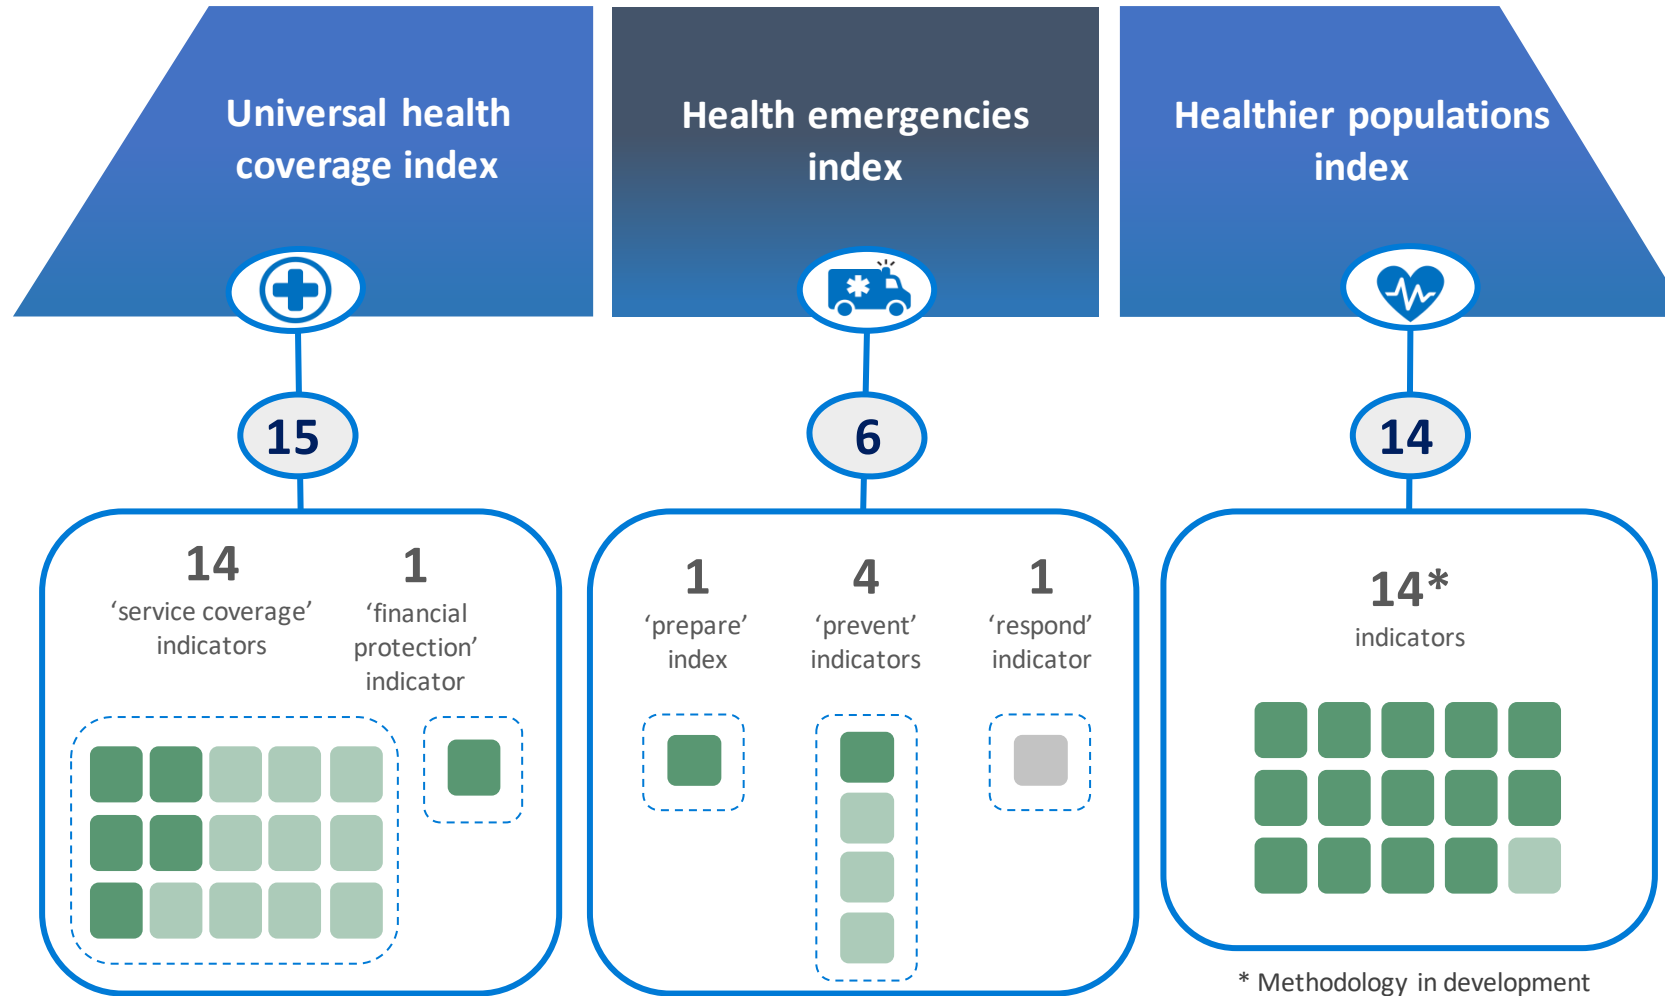 Universal health
coverage index
Health emergencies
index
Healthier populations
index
15
6
14
14
‘service coverage’
indicators
1
‘financial
protection’
indicator
1
‘prepare’
index
4
‘prevent’
indicators
1
‘respond’
indicator
14*
indicators
* Methodology in development